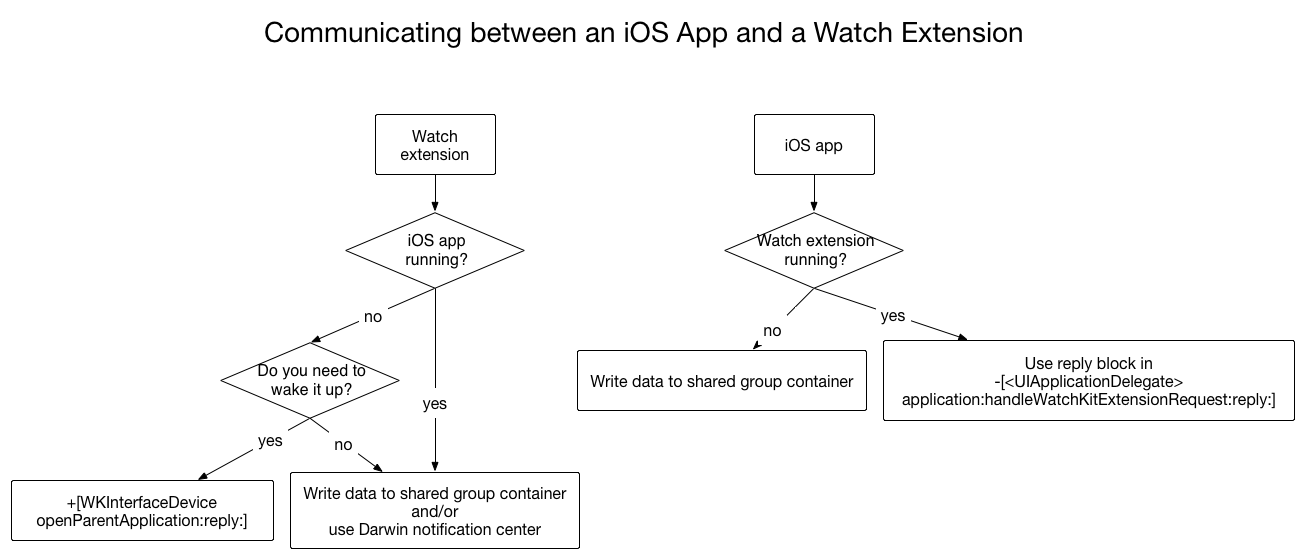 Communicating between an iOS App and a Watch Extension
Watch
extension
iOS app
running?
no
yes
Do you need to
wake it up?
yes
no
+[WKInterfaceDevice
openParentApplication:reply:]
Write data to shared group container
and/or
use Darwin notification center
iOS app
Watch extension
running?
no
yes
Write data to shared group container
Use reply block in
-[<UIApplicationDelegate>
application:handleWatchKitExtensionRequest:reply:]